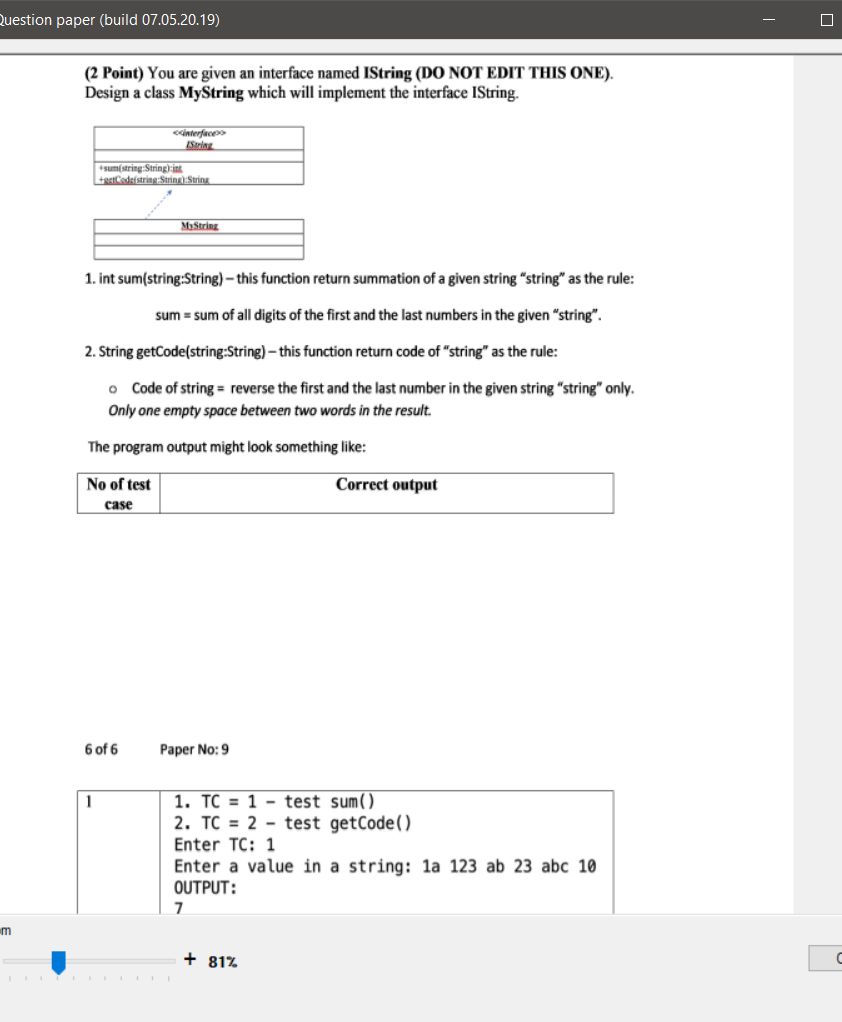 Question paper (build 07.05.20.19)
(2 Point) You are given an interface named IString (DO NOT EDIT THIS ONE).
Design a class MyString which will implement the interface IString.
<<interface>>
IString
+sum(string:String):int
+getCode(string:String):String
MyString
1. int sum(string:String) – this function return summation of a given string “string” as the rule:
sum = sum of all digits of the first and the last numbers in the given “string”.
2. String getCode(string:String) – this function return code of “string” as the rule:
o Code of string = reverse the first and the last number in the given string “string” only.
Only one empty space between two words in the result.
The program output might look something like:
No of test Correct output
case
6 of 6 Paper No: 9
1 1. TC = 1 - test sum()
2. TC = 2 - test getCode()
Enter TC: 1
Enter a value in a string: 1a 123 ab 23 abc 10
OUTPUT:
7
om
+ 81%